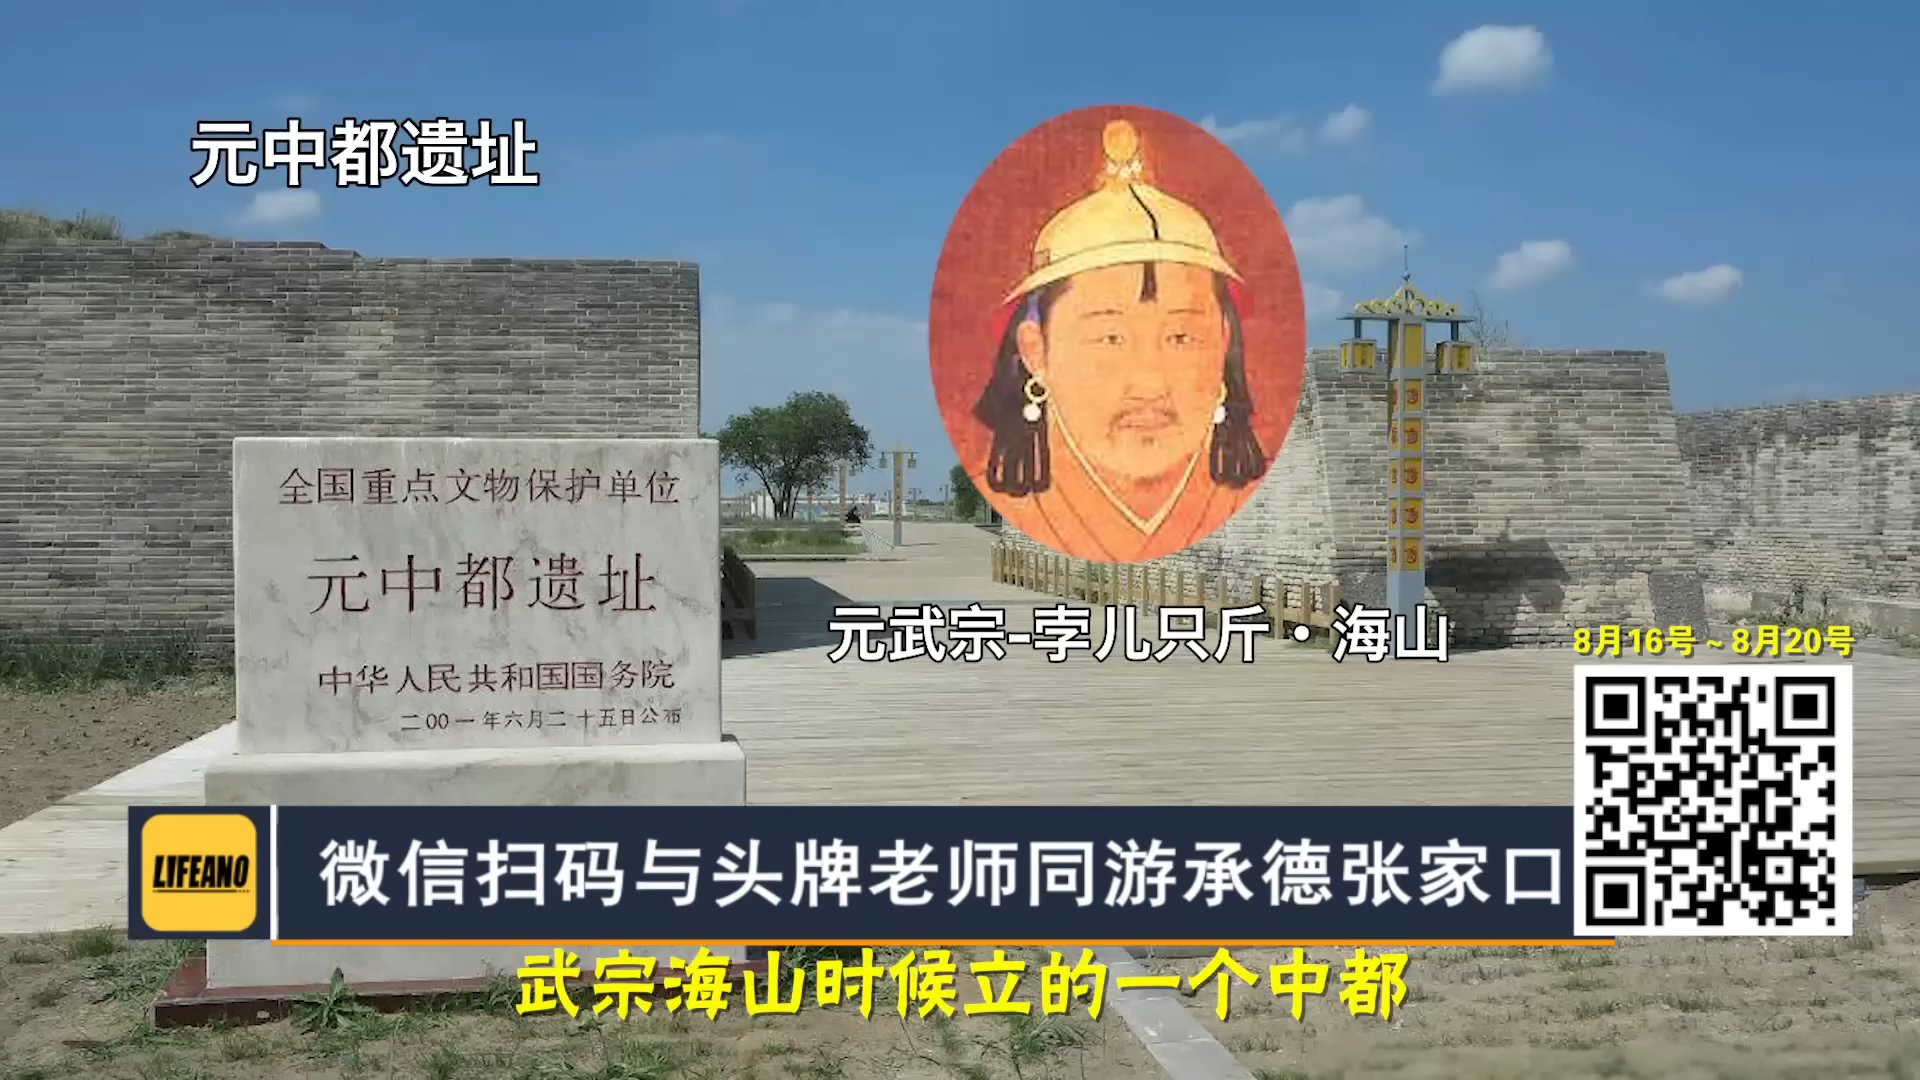 元中都遗址
全国重点文物保护单位
元中都遗址
中华人民共和国国务院
二00一年六月二十五日公布
元武宗-孛儿只斤·海山
8月16号~8月20号
LIFEANO
微信扫码与头牌老师同游承德张家口
武宗海山时候立的一个中都